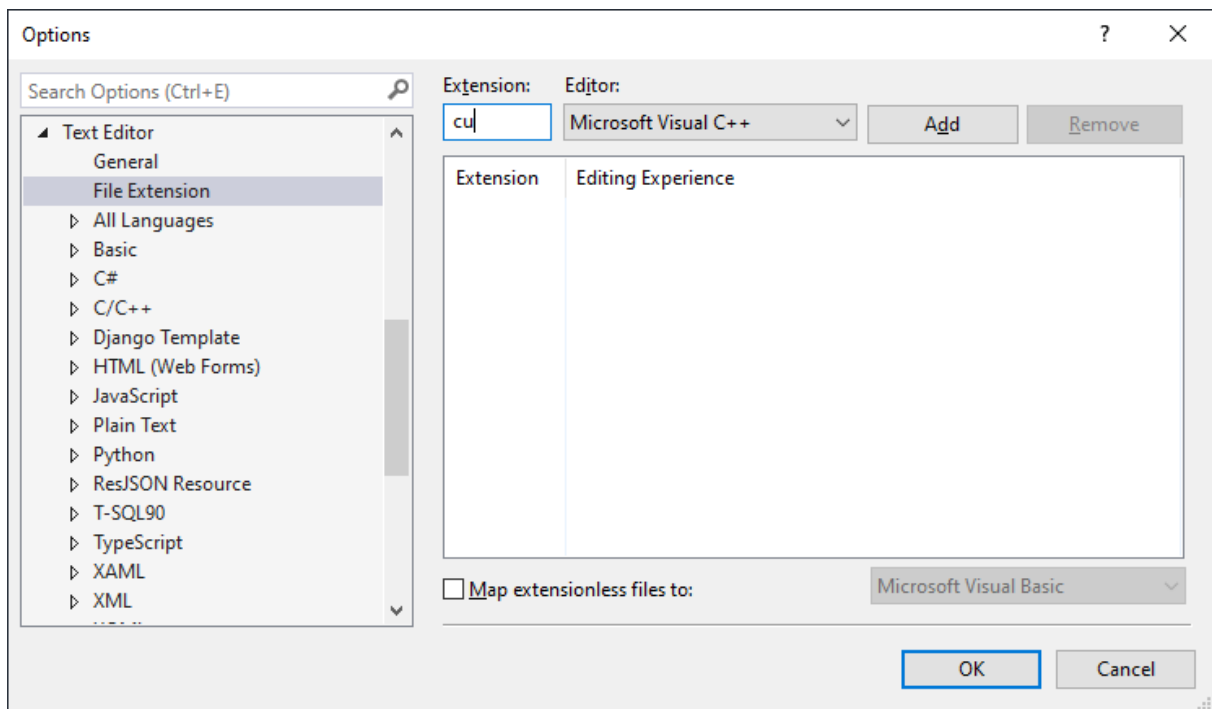 Options
?
Search Options (Ctrl+E)
Text Editor
General
File Extension
All Languages
Basic
C#
C/C++
Django Template
HTML (Web Forms)
JavaScript
Plain Text
Python
ResJSON Resource
T-SQL90
TypeScript
XAML
XML
Extension: Editor:
cu Microsoft Visual C++ Add Remove
Extension Editing Experience
Map extensionless files to: Microsoft Visual Basic
OK Cancel